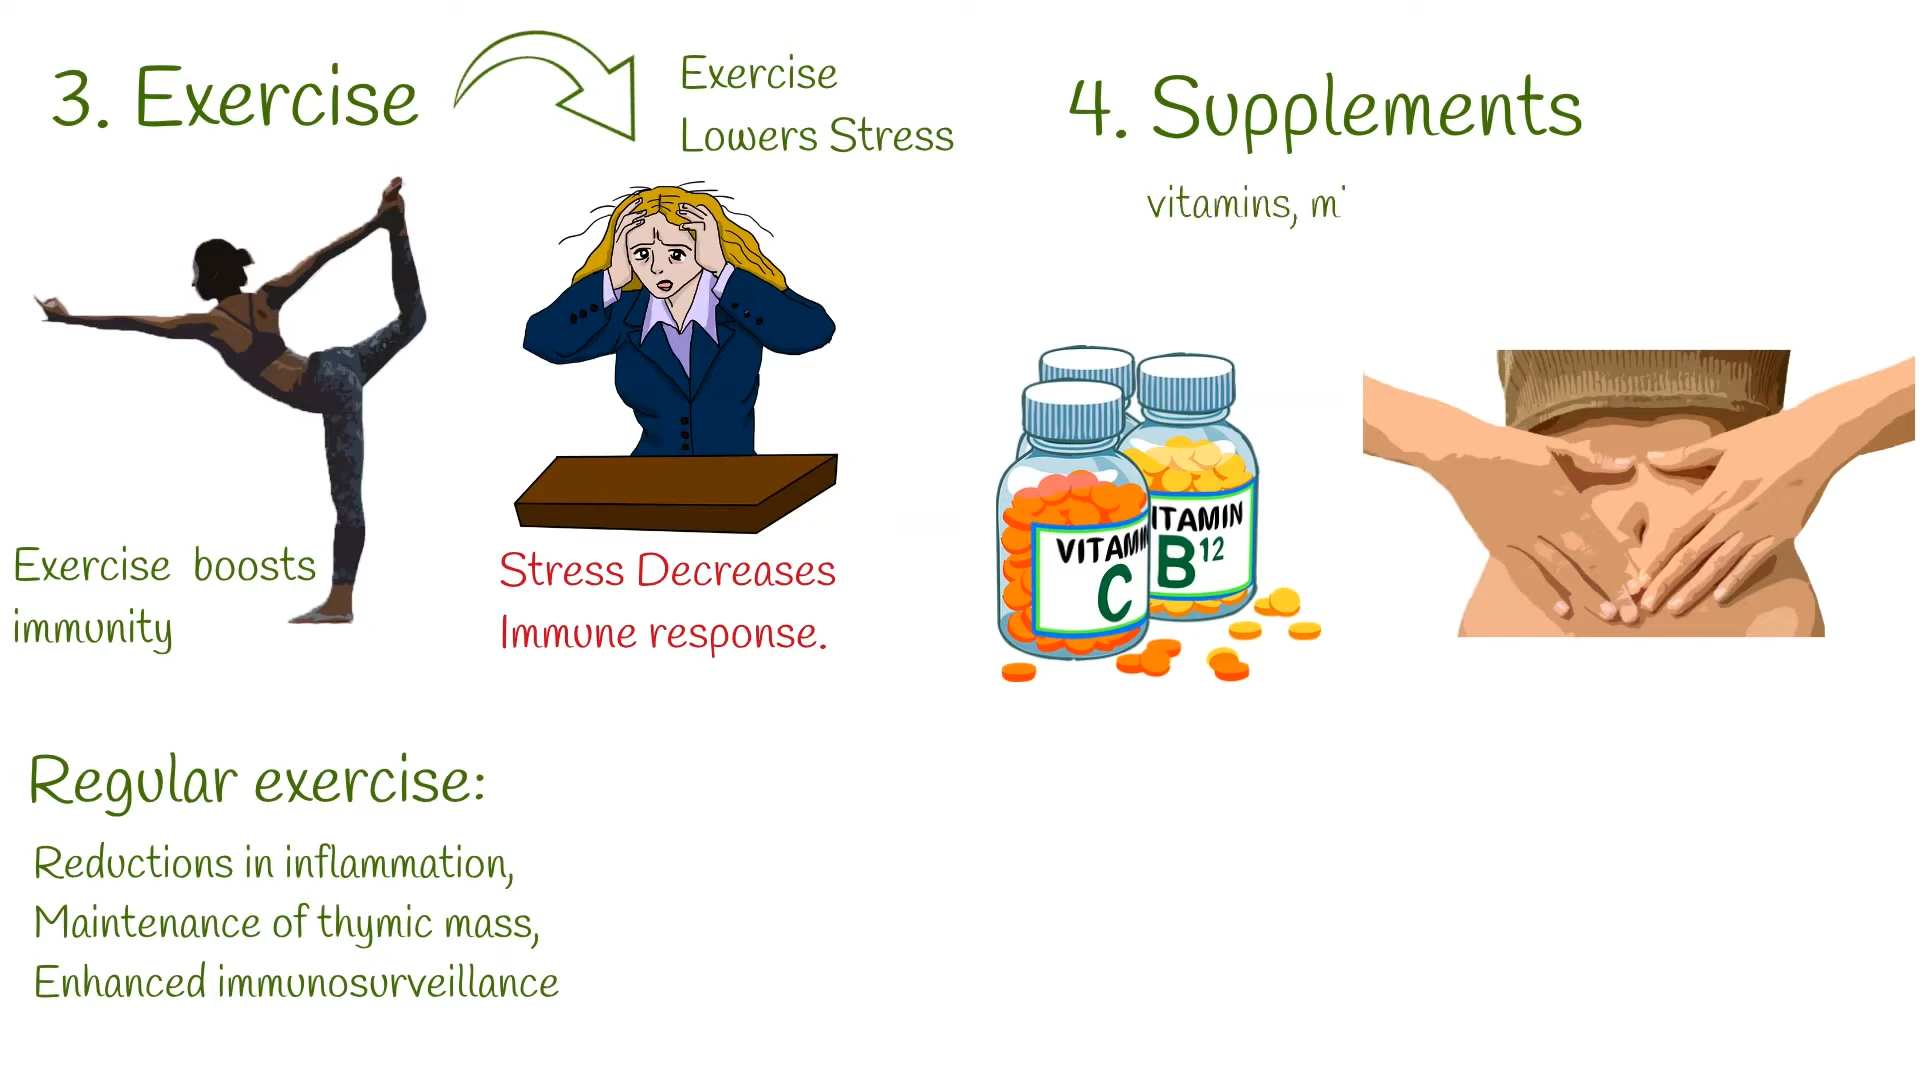 3. Exercise
Exercise
Lowers Stress
Exercise boosts
immunity
Stress Decreases
Immune response.
Regular exercise:
Reductions in inflammation,
Maintenance of thymic mass,
Enhanced immunosurveillance
4. Supplements
vitamins, m
VITAMIN
C
ITAMIN
B12